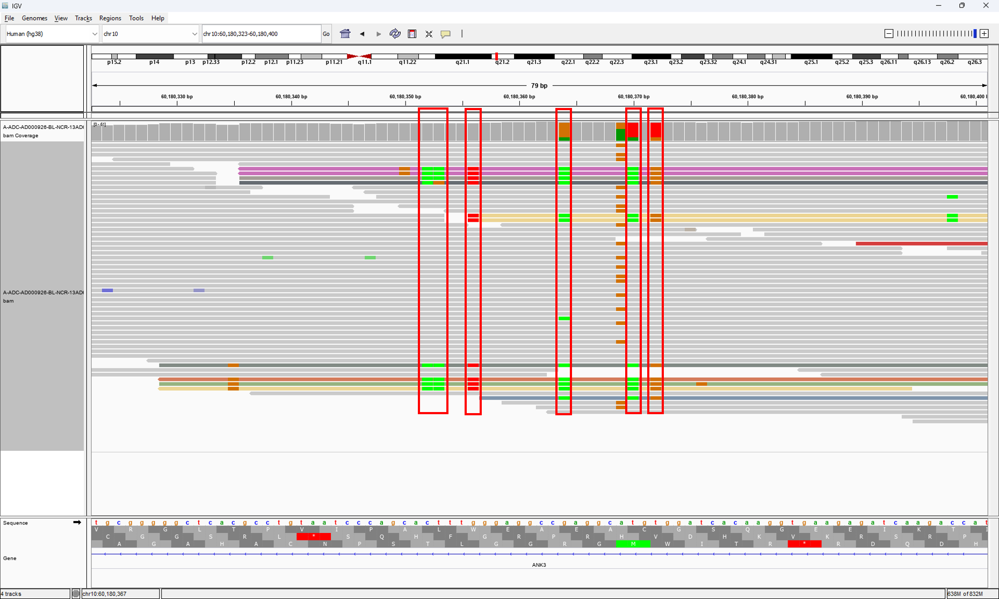 IGV
File Genomes View Tracks Regions Tools Help
Human (hg38) chr10 chr10:60,180,323-60,180,400 Go
p15.2 p14 p13 p12.33 p12.2 p12.1 p11.23 p11.21 q11.1 q11.22 q21.1 q21.2 q21.3 q22.1 q22.2 q22.3 q23.1 q23.2 q23.32 q24.1 q24.31 q25.1 q25.2 q25.3 q26.11 q26.13 q26.2 q26.3
79 bp
60,180,330 bp 60,180,340 bp 60,180,350 bp 60,180,360 bp 60,180,370 bp 60,180,380 bp 60,180,390 bp 60,180,400
A-ADC-AD000926-BL-NCR-13AD
bam Coverage
[0 - 61]
A-ADC-AD000926-BL-NCR-13AD
bam
Sequence
t g c g g g g g c t c a c g c c t g t a a t c c c a g c a c t t t g g g a g g c c g a g g c a t g t g g a t c a c a a g g t g a a g a g a t c a a g a c c a t
V R G L T P V I P A L W E A E A C G S Q G E E I K T I
C G G S R L * S Q H F G R P R H V D H K V K R S R P
A G A H A C N P S T L G G R G M W I T R * R D Q D H
Gene
ANK3
4 tracks chr10:60,180,367 638M of 832M